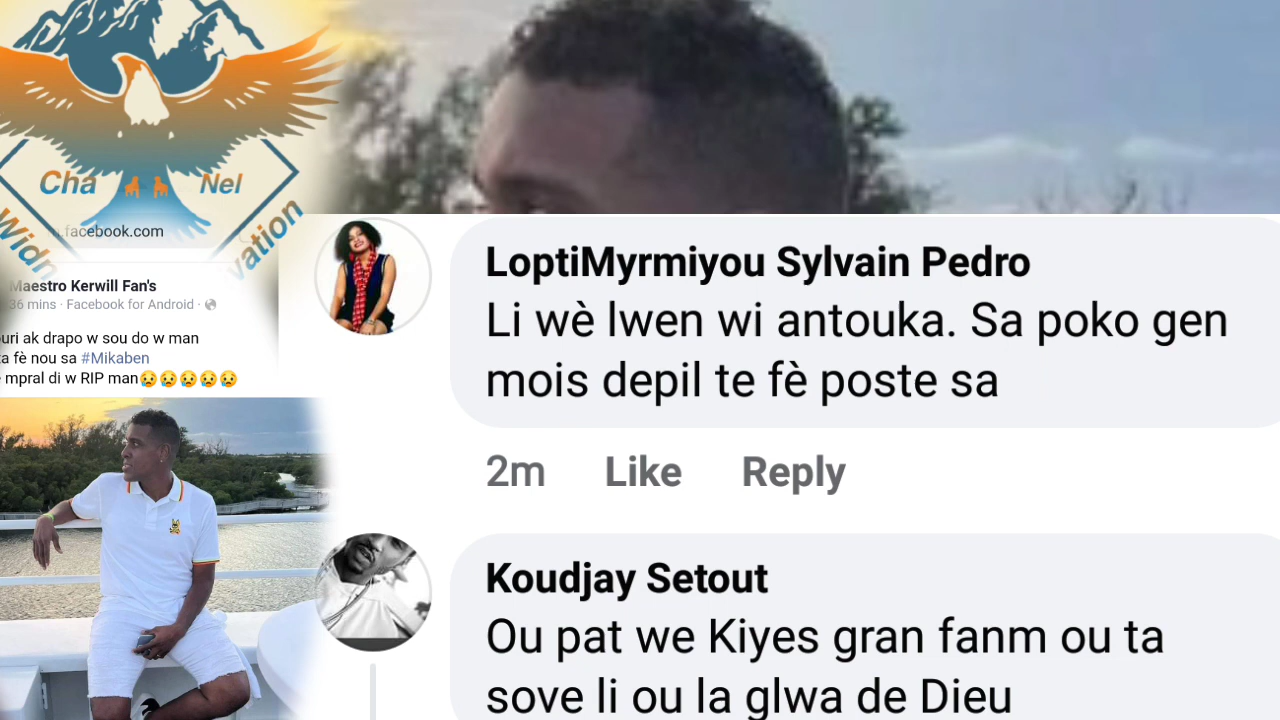 Cha Nel
facebook.com
Maestro Kerwill Fan's
36 mins · Facebook for Android ·
ak drapo w sou do w man
fè nou sa #Mikaben
mpral di w RIP man😥😥😥😥😥
LoptiMyrmiyou Sylvain Pedro
Li wè lwen wi antouka. Sa poko gen
mois depil te fè poste sa
2m Like Reply
Koudjay Setout
Ou pat we Kiyes gran fanm ou ta
sove li ou la glwa de Dieu